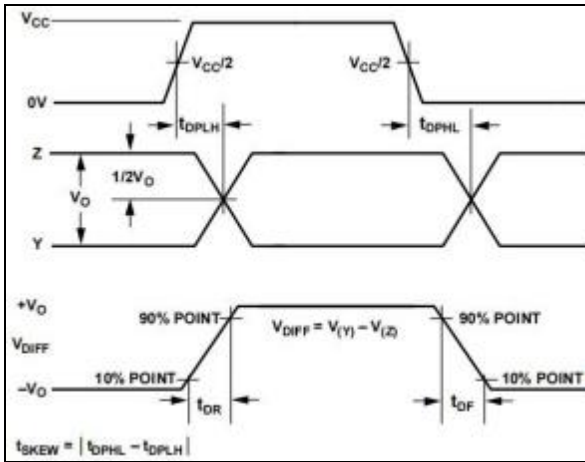 VCC
VCC/2 VCC/2
0V
tDPLH tDPHL
Z
1/2VO
VO
Y
+VO
90% POINT VDIFF = V(Y) – V(Z) 90% POINT
VDIFF
10% POINT 10% POINT
–VO
tDR tDF
tSKEW = | tDPHL – tDPLH |